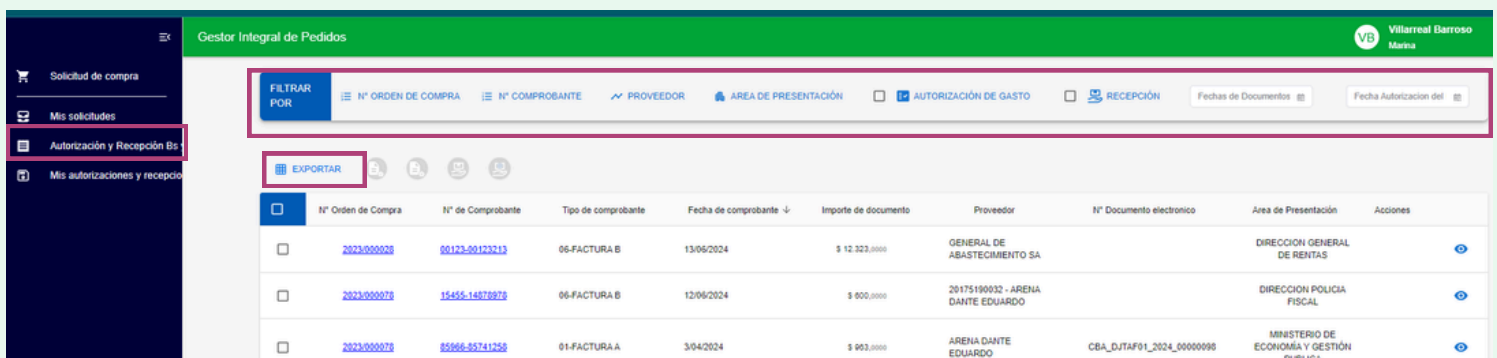 Gestor Integral de Pedidos
VB
Villarreal Barroso
Marina
Solicitud de compra
Mis solicitudes
Autorización y Recepción Bs y
Mis autorizaciones y recepcio
FILTRAR
POR
N° ORDEN DE COMPRA
N° COMPROBANTE
PROVEEDOR
AREA DE PRESENTACIÓN
AUTORIZACIÓN DE GASTO
RECEPCIÓN
Fechas de Documentos
Fecha Autorizacion del
EXPORTAR
N° Orden de Compra N° de Comprobante Tipo de comprobante Fecha de comprobante ↓ Importe de documento Proveedor N° Documento electronico Area de Presentación Acciones
2023/000028 00123-00123213 06-FACTURA B 13/06/2024 $ 12.323,0000 GENERAL DE DIRECCION GENERAL
ABASTECIMIENTO SA DE RENTAS
2023/000078 15455-14878978 06-FACTURA B 12/06/2024 $ 600,0000 20175190032 - ARENA DIRECCION POLICIA
DANTE EDUARDO FISCAL
2023/000078 85966-85741258 01-FACTURA A 3/04/2024 $ 963,0000 ARENA DANTE CBA_DJTAF01_2024_00000098 MINISTERIO DE
EDUARDO ECONOMÍA Y GESTIÓN
PUBLICA